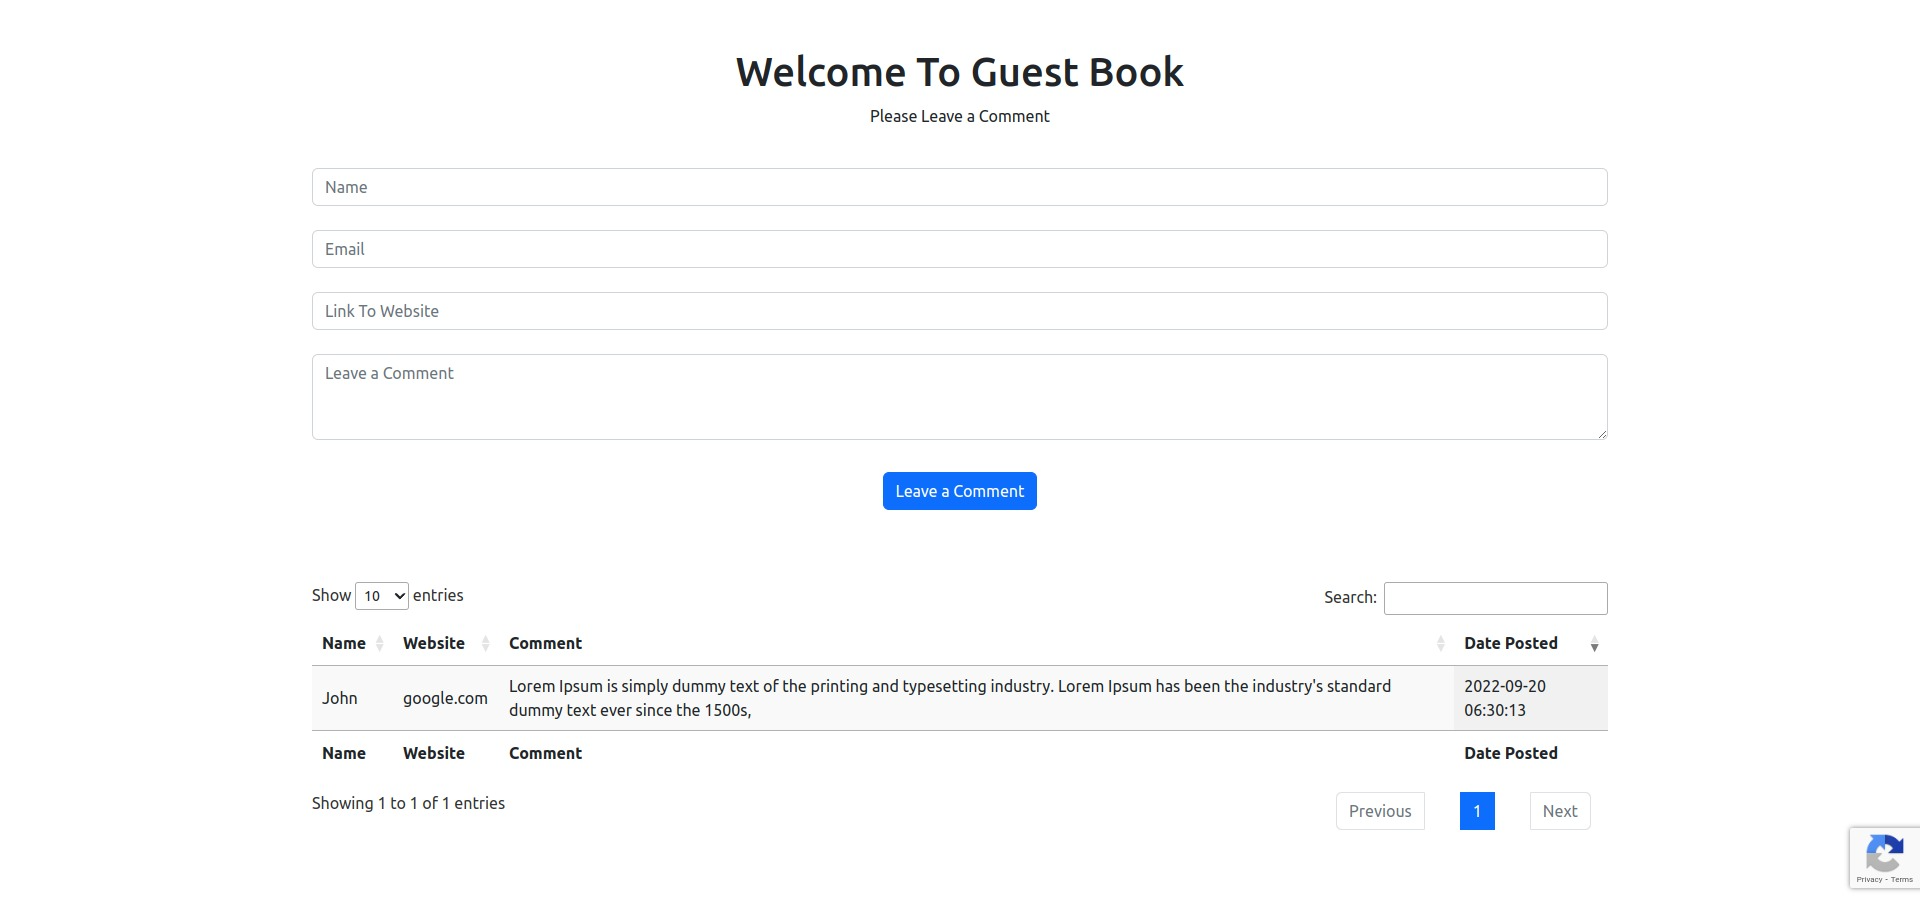 Welcome To Guest Book
Please Leave a Comment
Name
Email
Link To Website
Leave a Comment
Leave a Comment
Show 10 entries
Search:
Name Website Comment Date Posted
John google.com Lorem Ipsum is simply dummy text of the printing and typesetting industry. Lorem Ipsum has been the industry's standard
dummy text ever since the 1500s,
2022-09-20
06:30:13
Name Website Comment Date Posted
Showing 1 to 1 of 1 entries
Previous 1 Next
Privacy - Terms